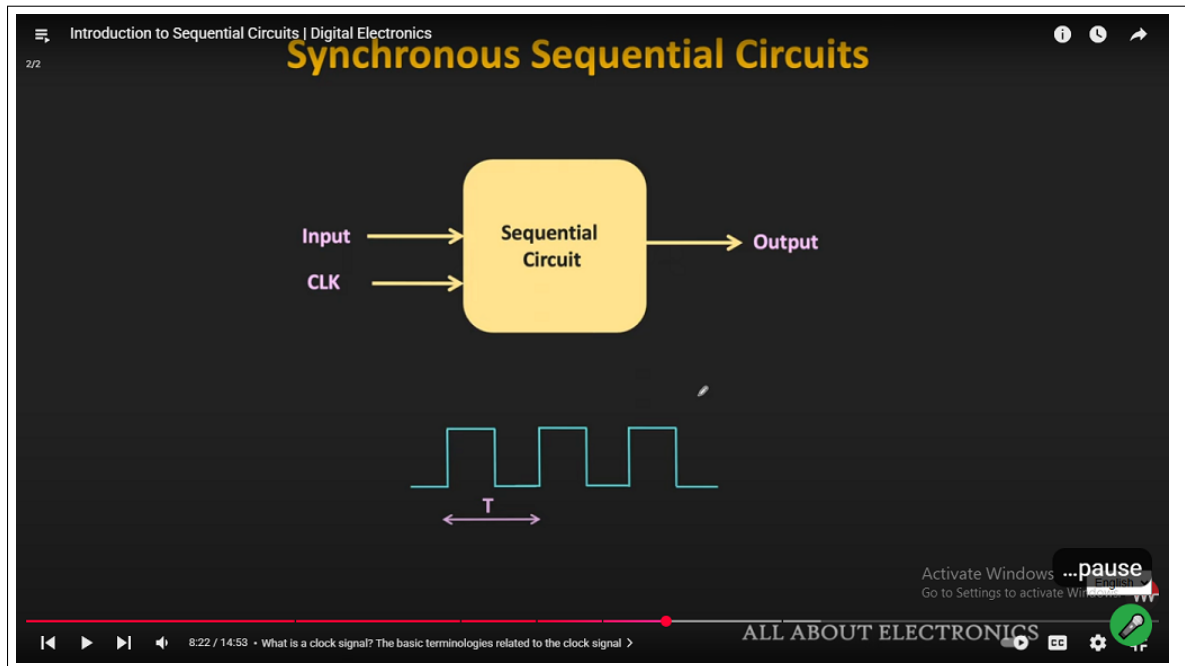 Introduction to Sequential Circuits | Digital Electronics
2/2
Synchronous Sequential Circuits
Input
CLK
Sequential
Circuit
Output
T
...pause
English
Activate Windows
Go to Settings to activate Windows.
ALL ABOUT ELECTRONICS
8:22 / 14:53 • What is a clock signal? The basic terminologies related to the clock signal
CC